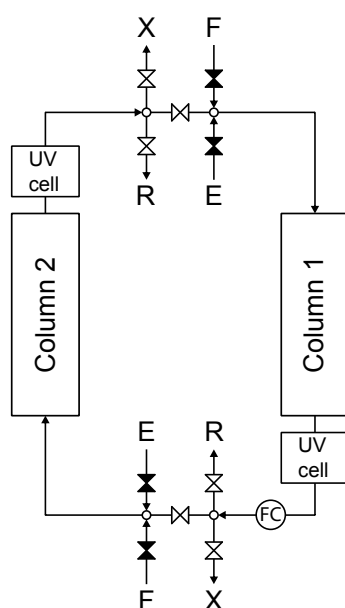 X F
UV
cell
R E
Column 2
Column 1
E R
UV
cell
FC
F X